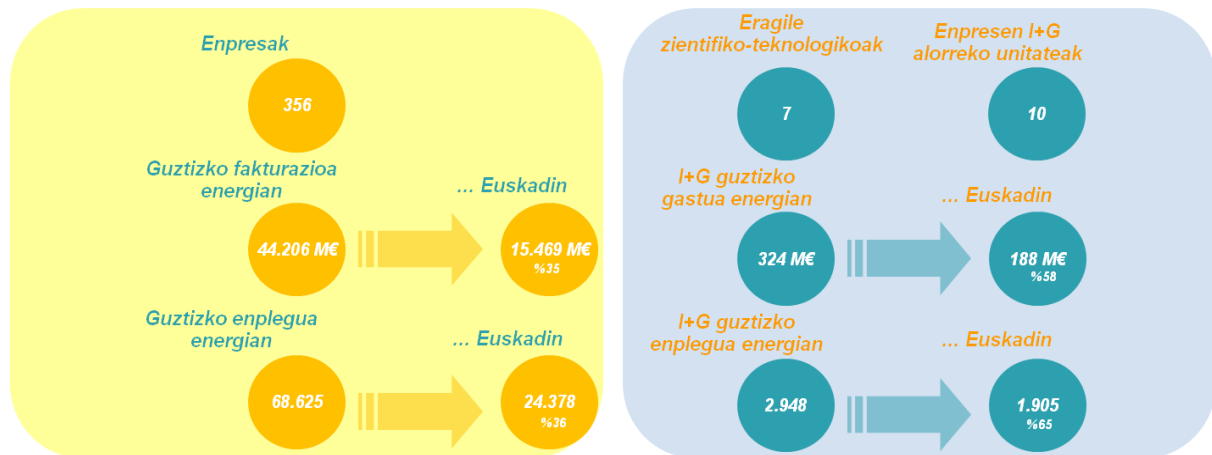 Enpresak
356
Guztizko fakturazioa
energian
... Euskadin
44.206 M€
15.469 M€
%35
Guztizko enplegua
energian
... Euskadin
68.625
24.378
%36
Eragile
zientifiko-teknologikoak
Enpresen I+G
alorreko unitateak
7
10
I+G guztizko
gastua energian
... Euskadin
324 M€
188 M€
%58
I+G guztizko
enplegua energian
... Euskadin
2.948
1.905
%65